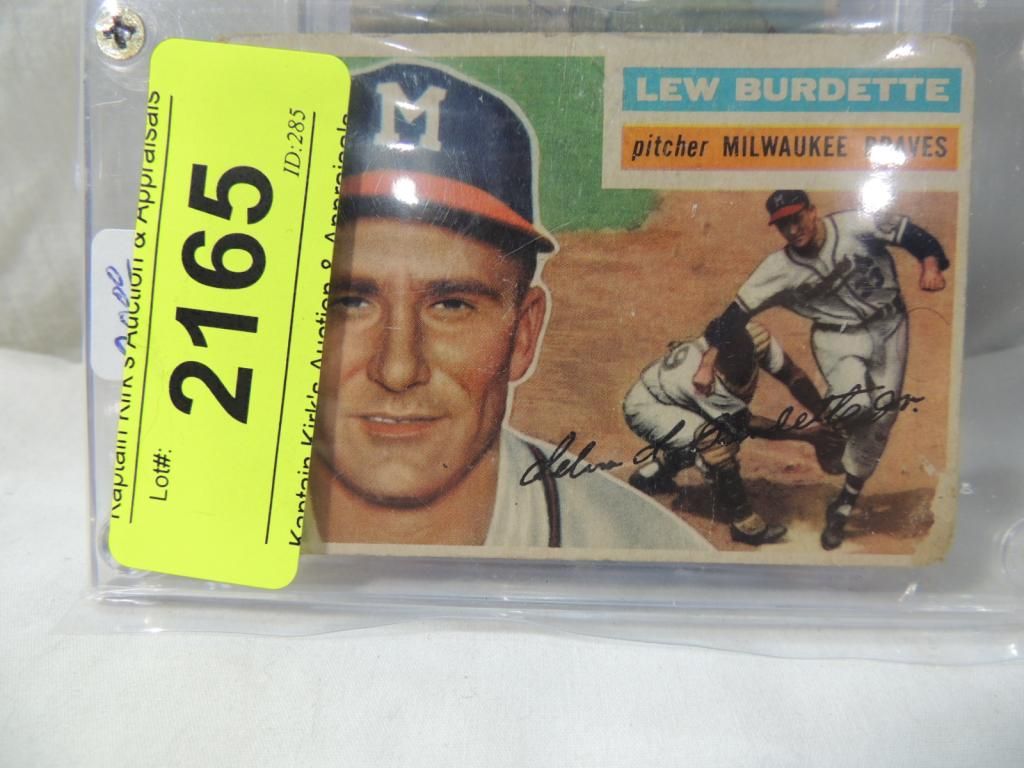 Kaptain Kirk's Auction & Appraisals
Lot#:
2165
ID:285
Kaptain Kirk's Auction & Appraisals
M
LEW BURDETTE
pitcher MILWAUKEE BRAVES